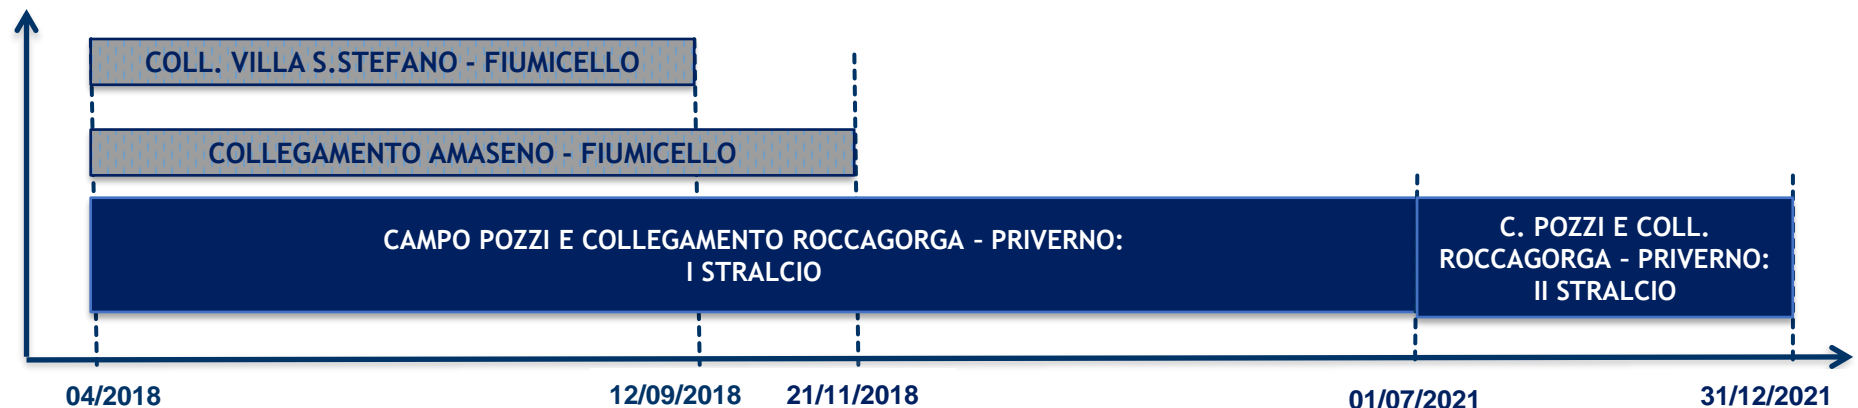 COLL. VILLA S.STEFANO - FIUMICELLO
COLLEGAMENTO AMASENO - FIUMICELLO
CAMPO POZZI E COLLEGAMENTO ROCCAGORGA – PRIVERNO:
I STRALCIO
C. POZZI E COLL.
ROCCAGORGA – PRIVERNO:
II STRALCIO
04/2018
12/09/2018
21/11/2018
01/07/2021
31/12/2021